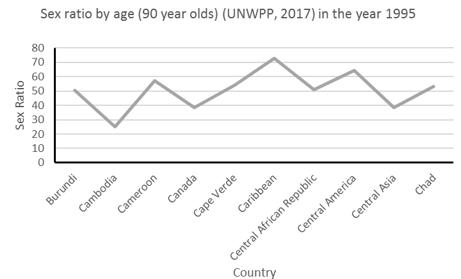 Sex ratio by age (90 year olds) (UNWPP, 2017) in the year 1995
80
70
60
50
40
30
20
10
0
Sex Ratio
Burundi
Cambodia
Cameroon
Canada
Cape Verde
Caribbean
Central African Republic
Central America
Central Asia
Chad
Country